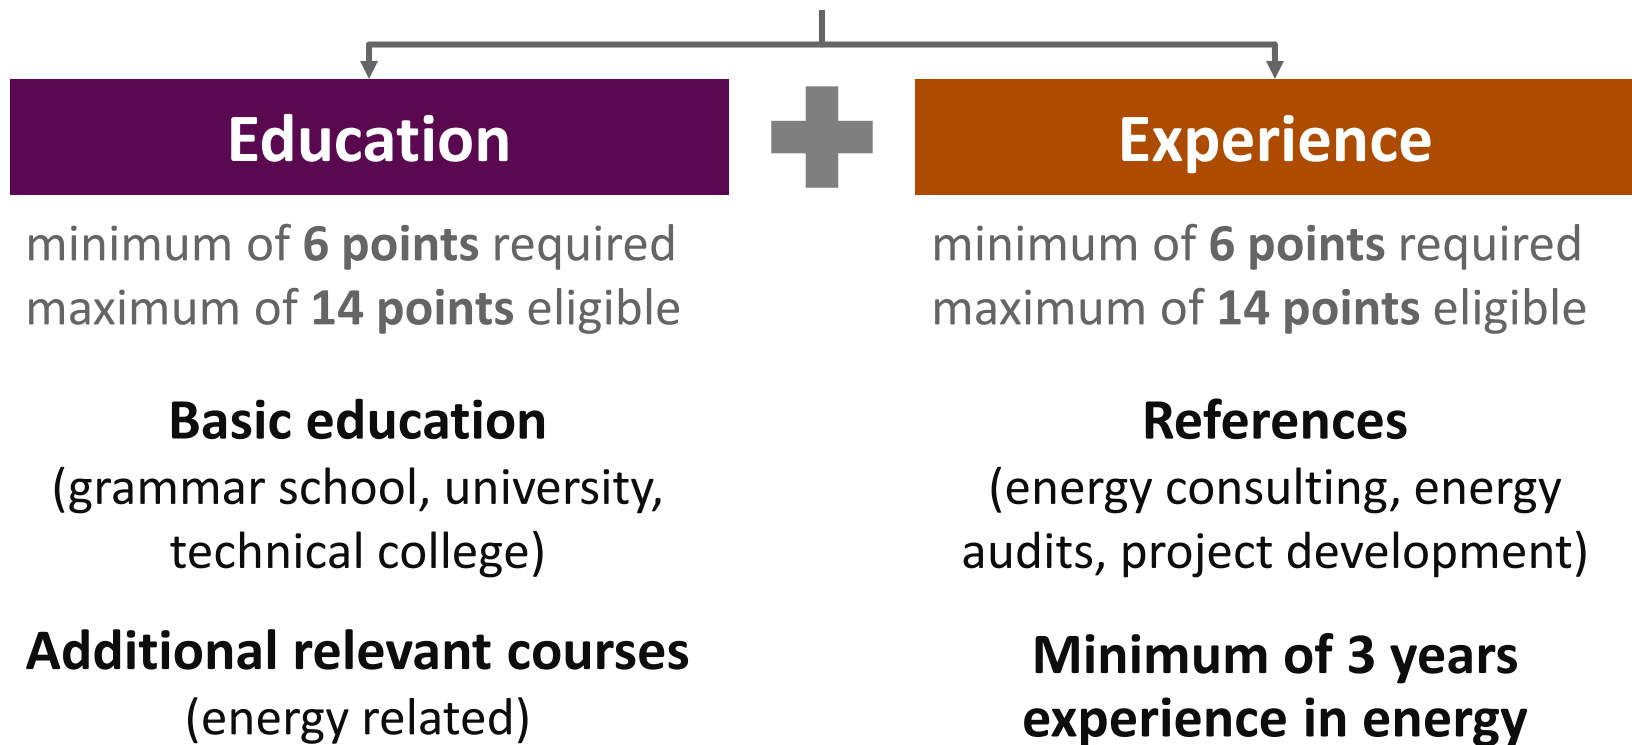 Education
minimum of 6 points required
maximum of 14 points eligible
Basic education
(grammar school, university,
technical college)
Additional relevant courses
(energy related)
Experience
minimum of 6 points required
maximum of 14 points eligible
References
(energy consulting, energy
audits, project development)
Minimum of 3 years
experience in energy